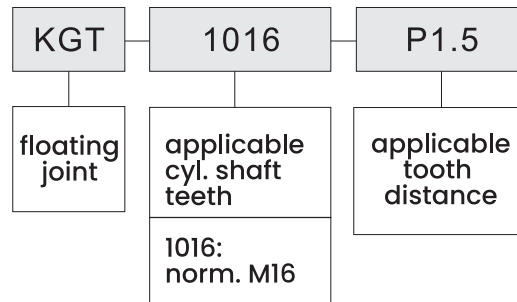 KGT
1016
P1.5
floating
joint
applicable
cyl. shaft
teeth
1016:
norm. M16
applicable
tooth
distance